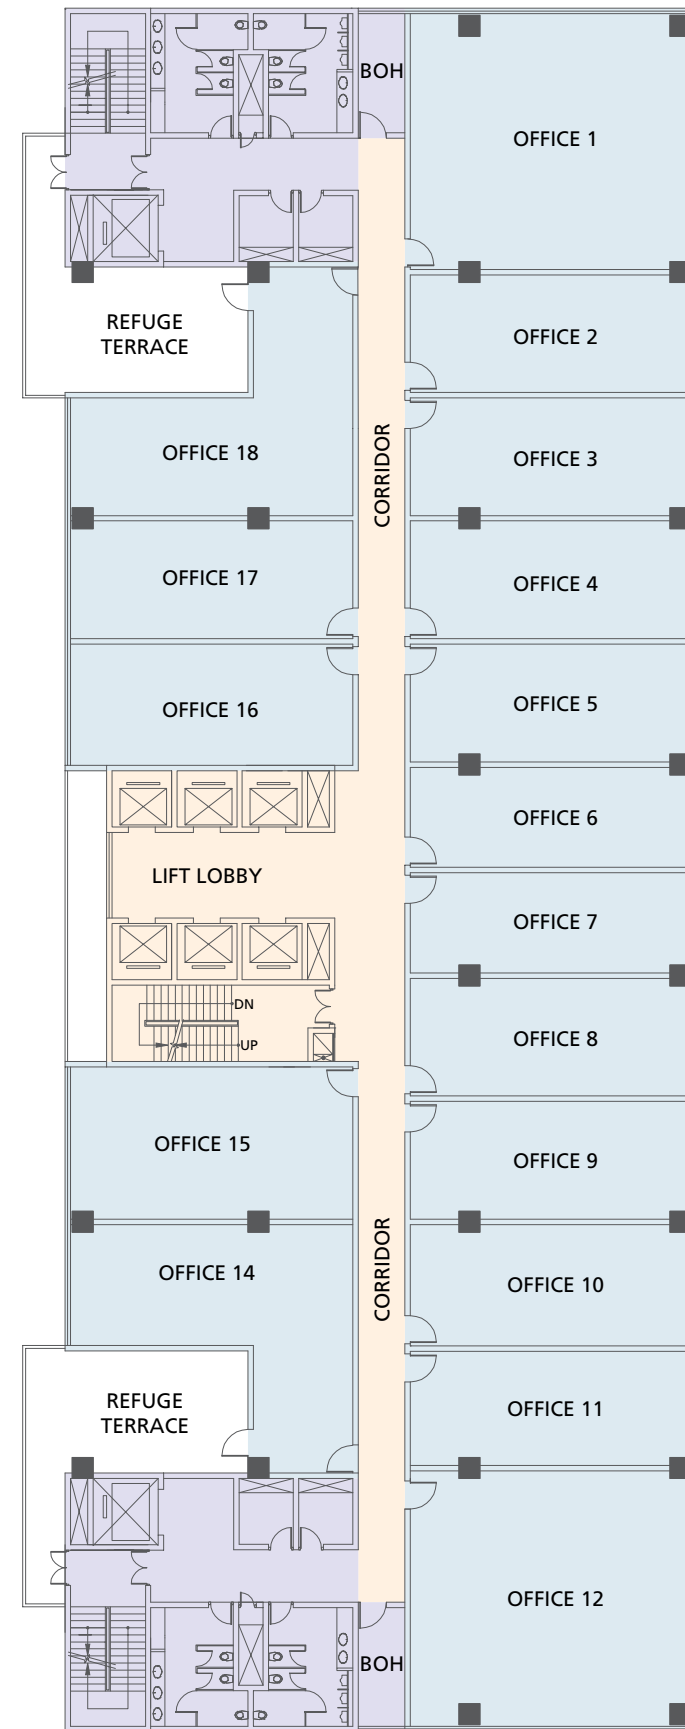 BOH
OFFICE 1
REFUGE
TERRACE
OFFICE 2
OFFICE 18
CORRIDOR
OFFICE 3
OFFICE 17
OFFICE 4
OFFICE 16
OFFICE 5
OFFICE 6
LIFT LOBBY
OFFICE 7
DN
UP
OFFICE 8
OFFICE 15
OFFICE 9
OFFICE 14
CORRIDOR
OFFICE 10
REFUGE
TERRACE
OFFICE 11
OFFICE 12
BOH